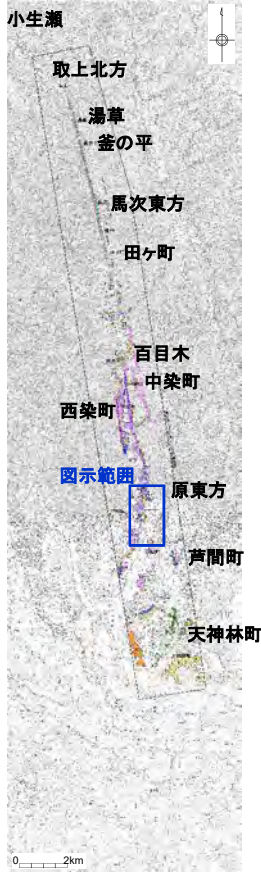 小生瀬
取上北方
湯草
釜の平
馬次東方
田ヶ町
百目木
中染町
西染町
図示範囲
原東方
芦間町
天神林町
0 2km